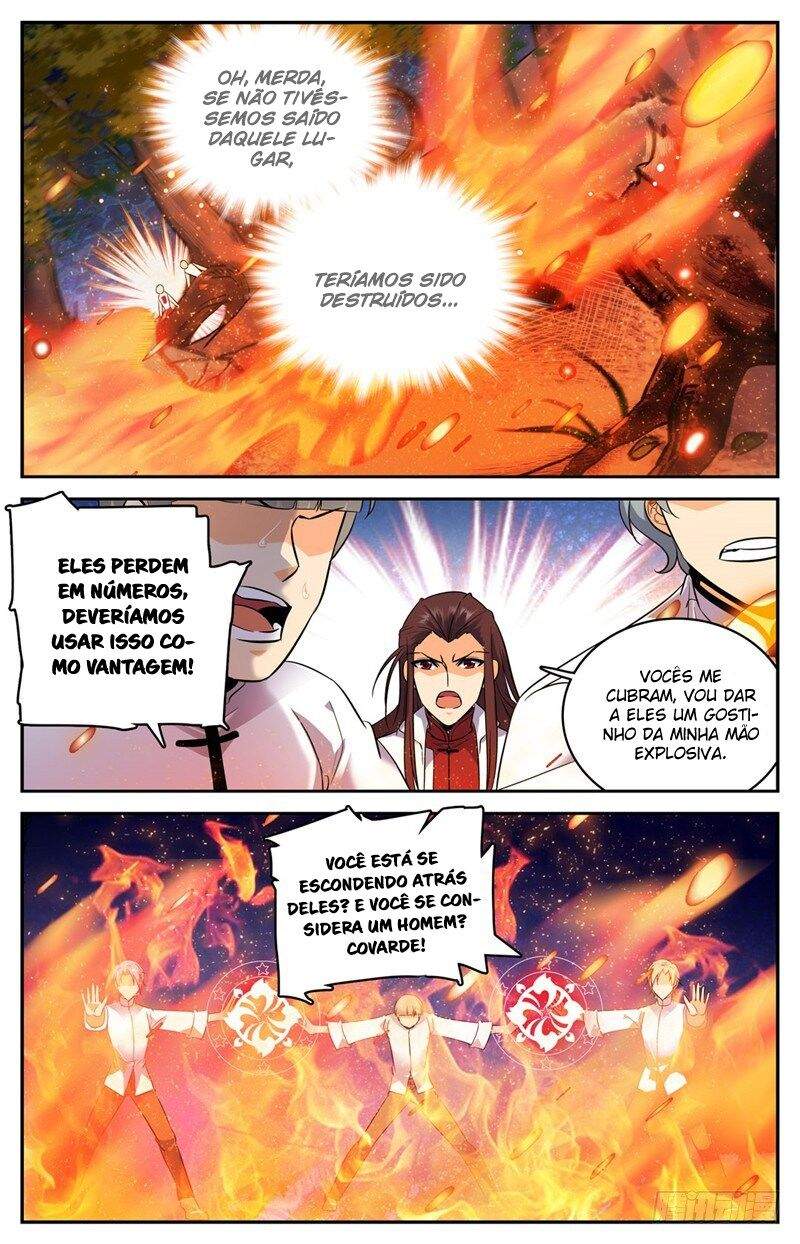 OH, MERDA,
SE NÃO TIVÉS-
SEMOS SAÍDO
DAQUELE LU-
GAR,
TERÍAMOS SIDO
DESTRUÍDOS...
ELES PERDEM
EM NÚMEROS,
DEVERÍAMOS
USAR ISSO CO-
MO VANTAGEM!
VOCÊS ME
CUBRAM, VOU DAR
A ELES UM GOSTI-
NHO DA MINHA MÃO
EXPLOSIVA.
VOCÊ ESTÁ SE
ESCONDENDO ATRÁS
DELES? E VOCÊ SE CON-
SIDERA UM HOMEM?
COVARDE!